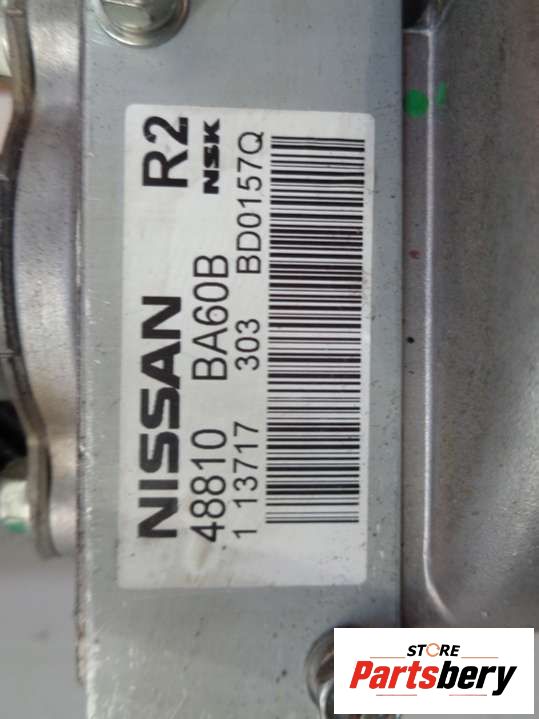 NISSAN R2
48810 BA60B NSK
1 13717 303 BD0157Q
STORE
Partsbery